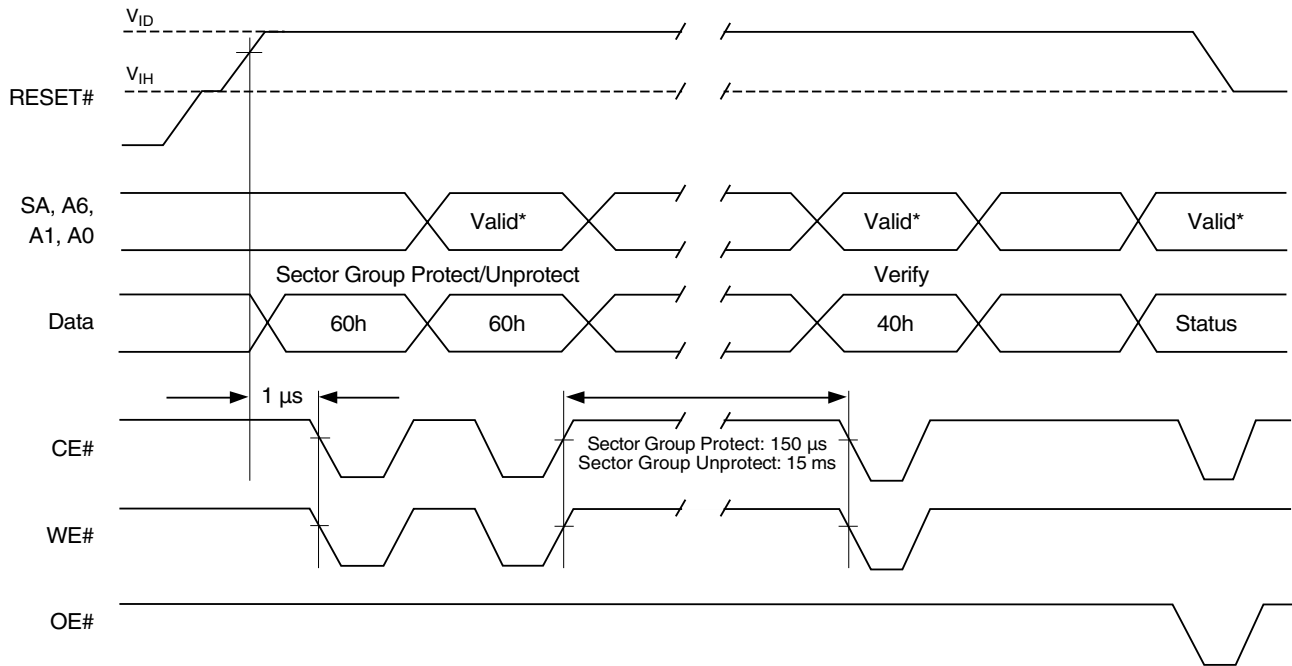 VID
VIH
RESET#
SA, A6,
A1, A0
Valid*
Valid*
Valid*
Sector Group Protect/Unprotect
Verify
Data
60h
60h
40h
Status
1 µs
CE#
Sector Group Protect: 150 µs
Sector Group Unprotect: 15 ms
WE#
OE#